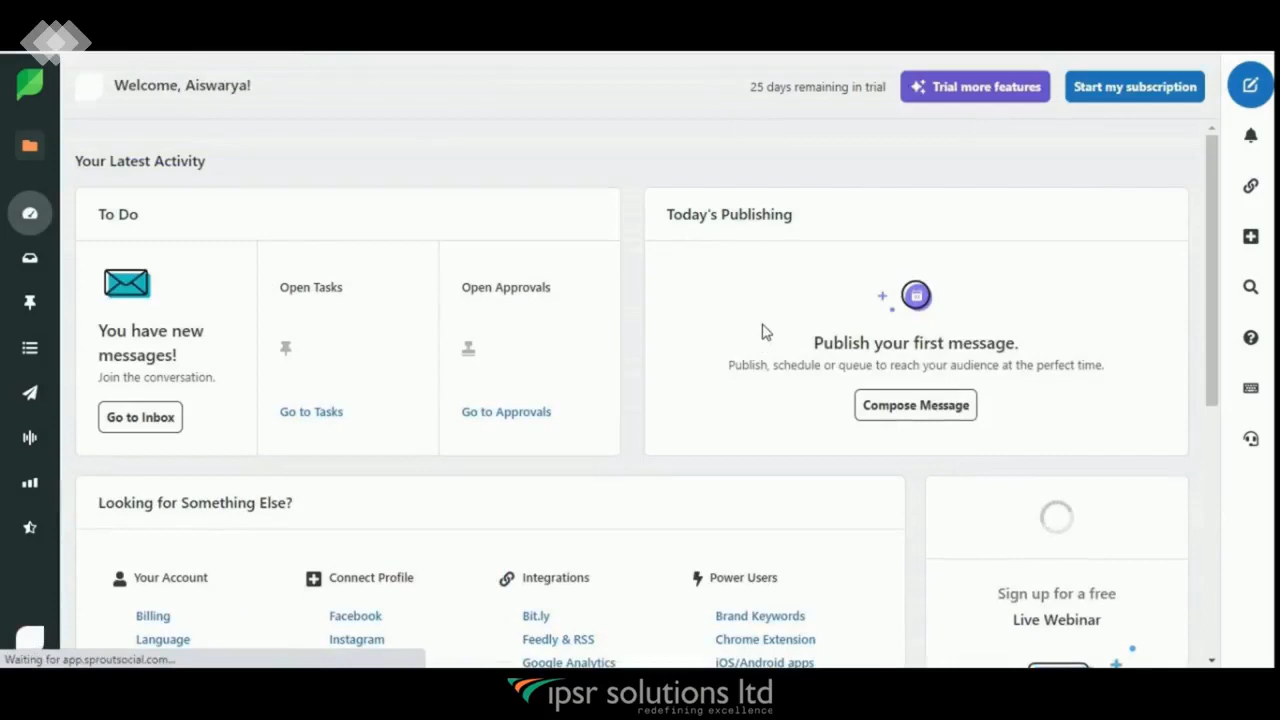 Welcome, Aiswarya!
25 days remaining in trial
Trial more features
Start my subscription
Your Latest Activity
To Do
Today's Publishing
You have new
messages!
Join the conversation.
Go to Inbox
Open Tasks
Go to Tasks
Open Approvals
Go to Approvals
Publish your first message.
Publish, schedule or queue to reach your audience at the perfect time.
Compose Message
Looking for Something Else?
Your Account
Billing
Language
Connect Profile
Facebook
Instagram
Integrations
Bit.ly
Feedly & RSS
Google Analytics
Power Users
Brand Keywords
Chrome Extension
iOS/Android apps
Sign up for a free
Live Webinar
Waiting for app.sproutsocial.com...
ipsr solutions ltd
redefining excellence